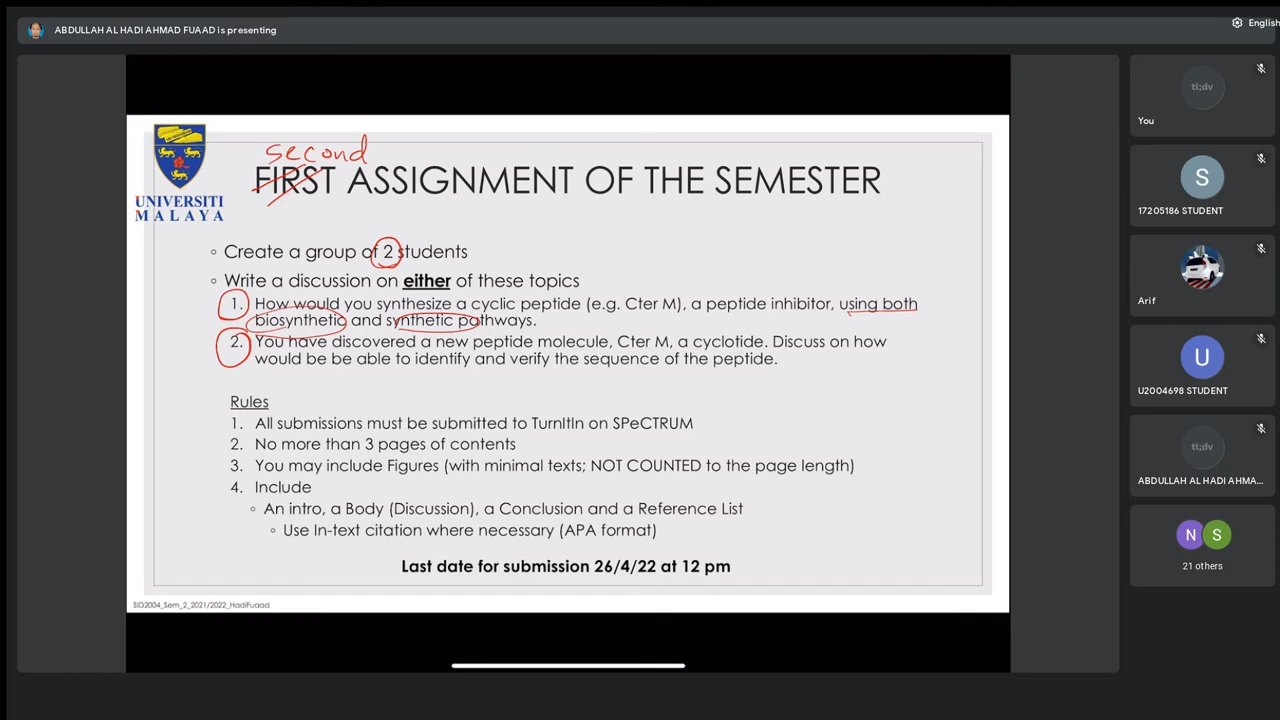 ABDULLAH AL HADI AHMAD FUAAD is presenting
English
second
UNIVERSITI
MALAYA
FIRST ASSIGNMENT OF THE SEMESTER
◦ Create a group of 2 students
◦ Write a discussion on either of these topics
1. How would you synthesize a cyclic peptide (e.g. Cter M), a peptide inhibitor, using both
biosynthetic and synthetic pathways.
2. You have discovered a new peptide molecule, Cter M, a cyclotide. Discuss on how
would be be able to identify and verify the sequence of the peptide.
Rules
1. All submissions must be submitted to TurnItIn on SPeCTRUM
2. No more than 3 pages of contents
3. You may include Figures (with minimal texts; NOT COUNTED to the page length)
4. Include
◦ An intro, a Body (Discussion), a Conclusion and a Reference List
◦ Use In-text citation where necessary (APA format)
Last date for submission 26/4/22 at 12 pm
SID2004_Sem_2_2021/2022_HadiFuaad
tl;dv
You
S
17205186 STUDENT
Arif
U
U2004698 STUDENT
tl;dv
ABDULLAH AL HADI AHMA...
N S
21 others